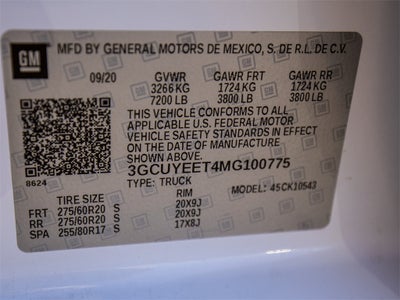 GM
MFD BY GENERAL MOTORS DE MEXICO, S. DE R.L. DE C.V.
09/20 GVWR GAWR FRT GAWR RR
3266 KG 1724 KG 1724 KG
7200 LB 3800 LB 3800 LB
THIS VEHICLE CONFORMS TO ALL
APPLICABLE U.S. FEDERAL MOTOR
VEHICLE SAFETY STANDARDS IN EFFECT
ON THE DATE OF MANUFACTURE
SHOWN ABOVE.
3GCUYEET4MG100775
8624 TYPE: TRUCK MODEL: 45CK10543
TIRE SIZE RIM
FRT 275/60R20 S 20X9J
RR 275/60R20 S 20X9J
SPA 255/80R17 S 17X8J